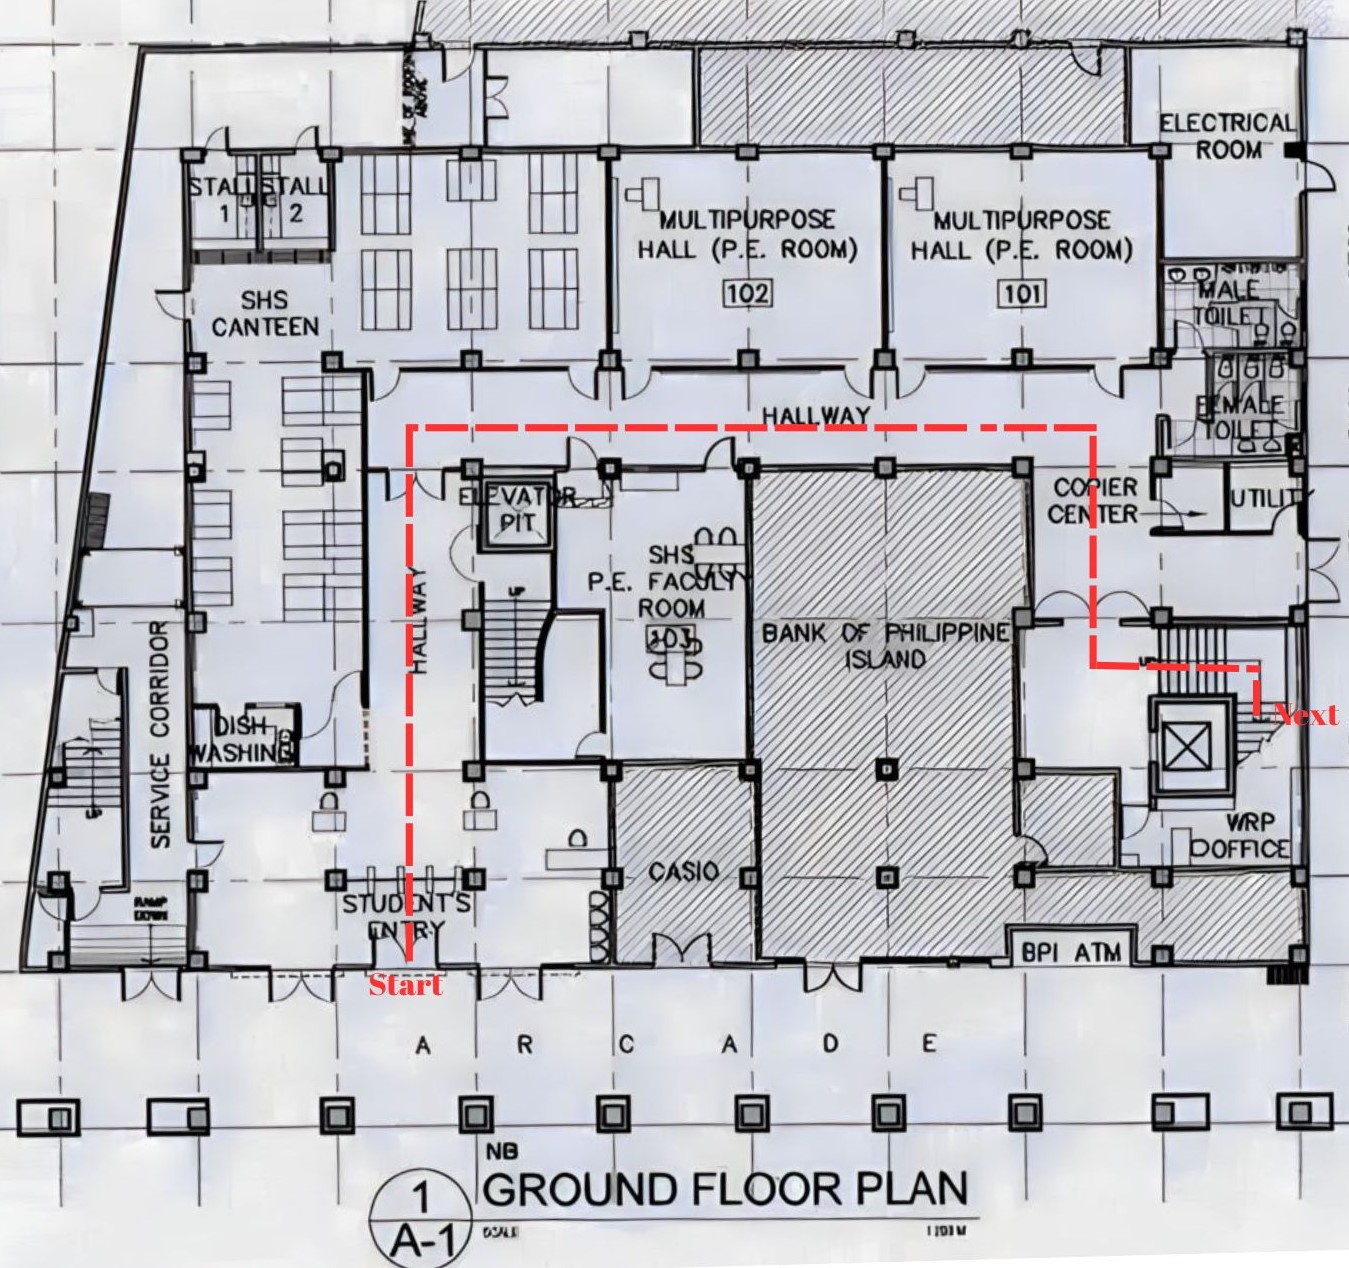 ELECTRICAL
ROOM
STALL
1
STALL
2
MULTIPURPOSE
HALL (P.E. ROOM)
102
MULTIPURPOSE
HALL (P.E. ROOM)
101
SHS
CANTEEN
MALE
TOILET
HALLWAY
FEMALE
TOILET
ELEVATOR
PIT
COPIER
CENTER
UTILITY
SHS
P.E. FACULTY
ROOM
103
UP
HALLWAY
BANK OF PHILIPPINE
ISLAND
UP
SERVICE CORRIDOR
DISH
WASHING
Next
UP
WRP
OFFICE
CASIO
STUDENT'S
ENTRY
RAMP
DOWN
BPI ATM
Start
ARCADE
NB
1
GROUND FLOOR PLAN
A-1
SCALE